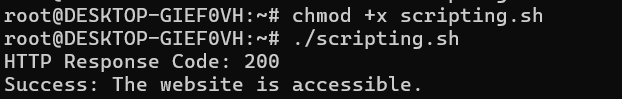 root@DESKTOP-GIEF0VH:~# chmod +x scripting.sh
root@DESKTOP-GIEF0VH:~# ./scripting.sh
HTTP Response Code: 200
Success: The website is accessible.